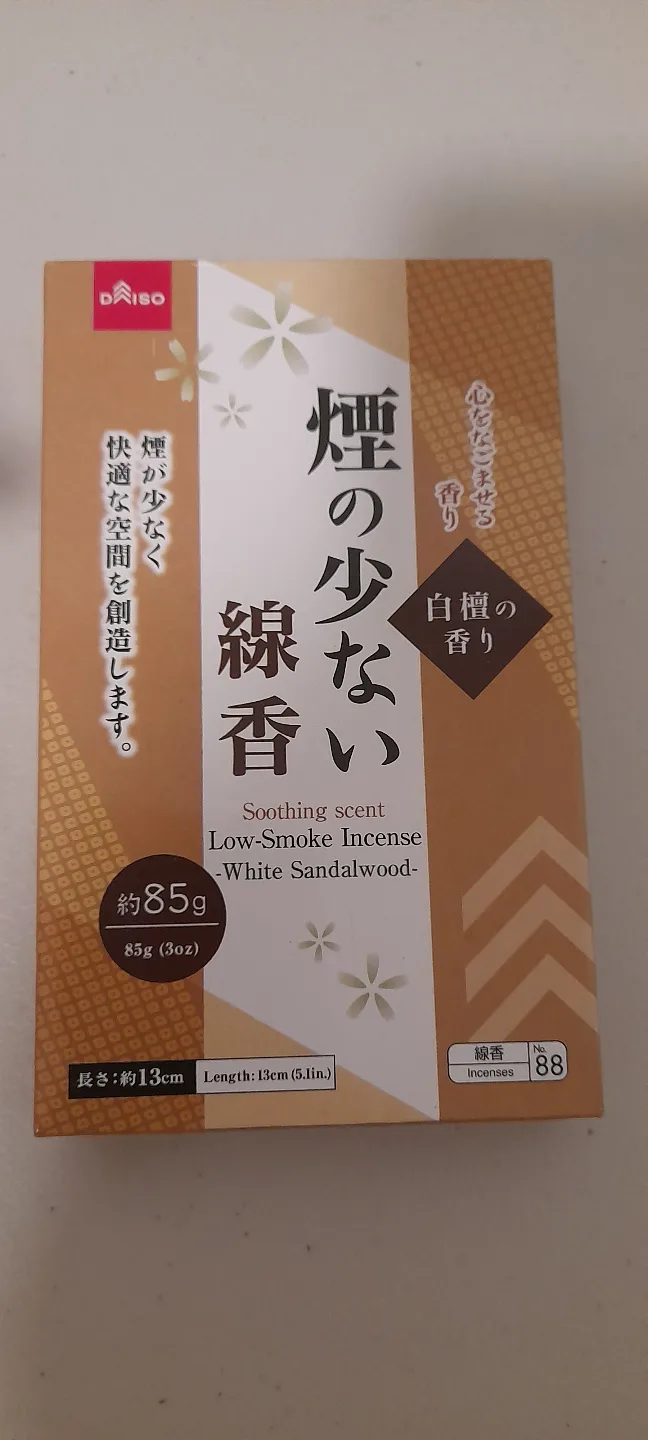 DAISO
心をなごませる
香り
白檀の
香り
煙の少ない
線香
煙が少なく
快適な空間を創造します。
Soothing scent
Low-Smoke Incense
-White Sandalwood-
約85g
85g (3oz)
長さ:約13cm
Length: 13cm (5.1in.)
線香
Incenses
No.
88